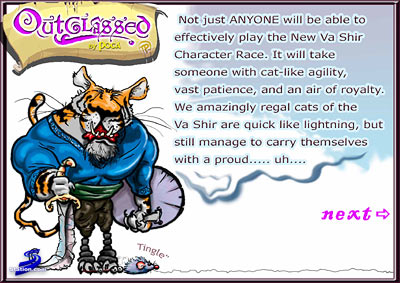 Outclassed
by Doga
Not just ANYONE will be able to
effectively play the New Va Shir
Character Race. It will take
someone with cat-like agility,
vast patience, and an air of royalty.
We amazingly regal cats of the
Va Shir are quick like lightning, but
still manage to carry themselves
with a proud..... uh....
next
Tingle"